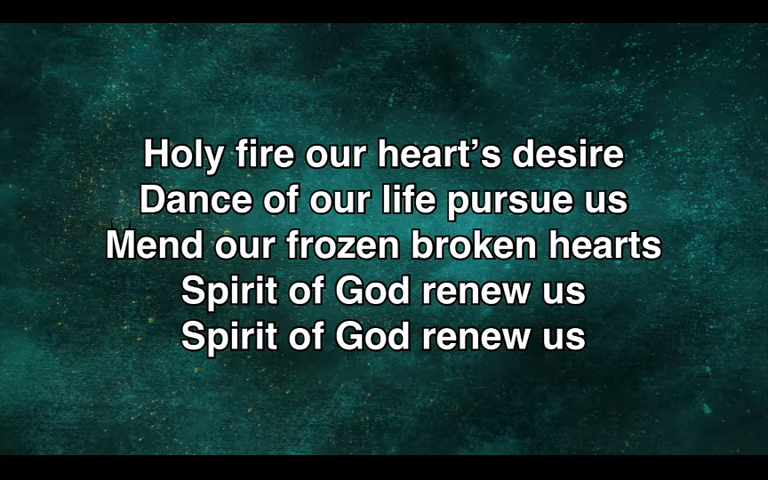 Holy fire our heart’s desire
Dance of our life pursue us
Mend our frozen broken hearts
Spirit of God renew us
Spirit of God renew us